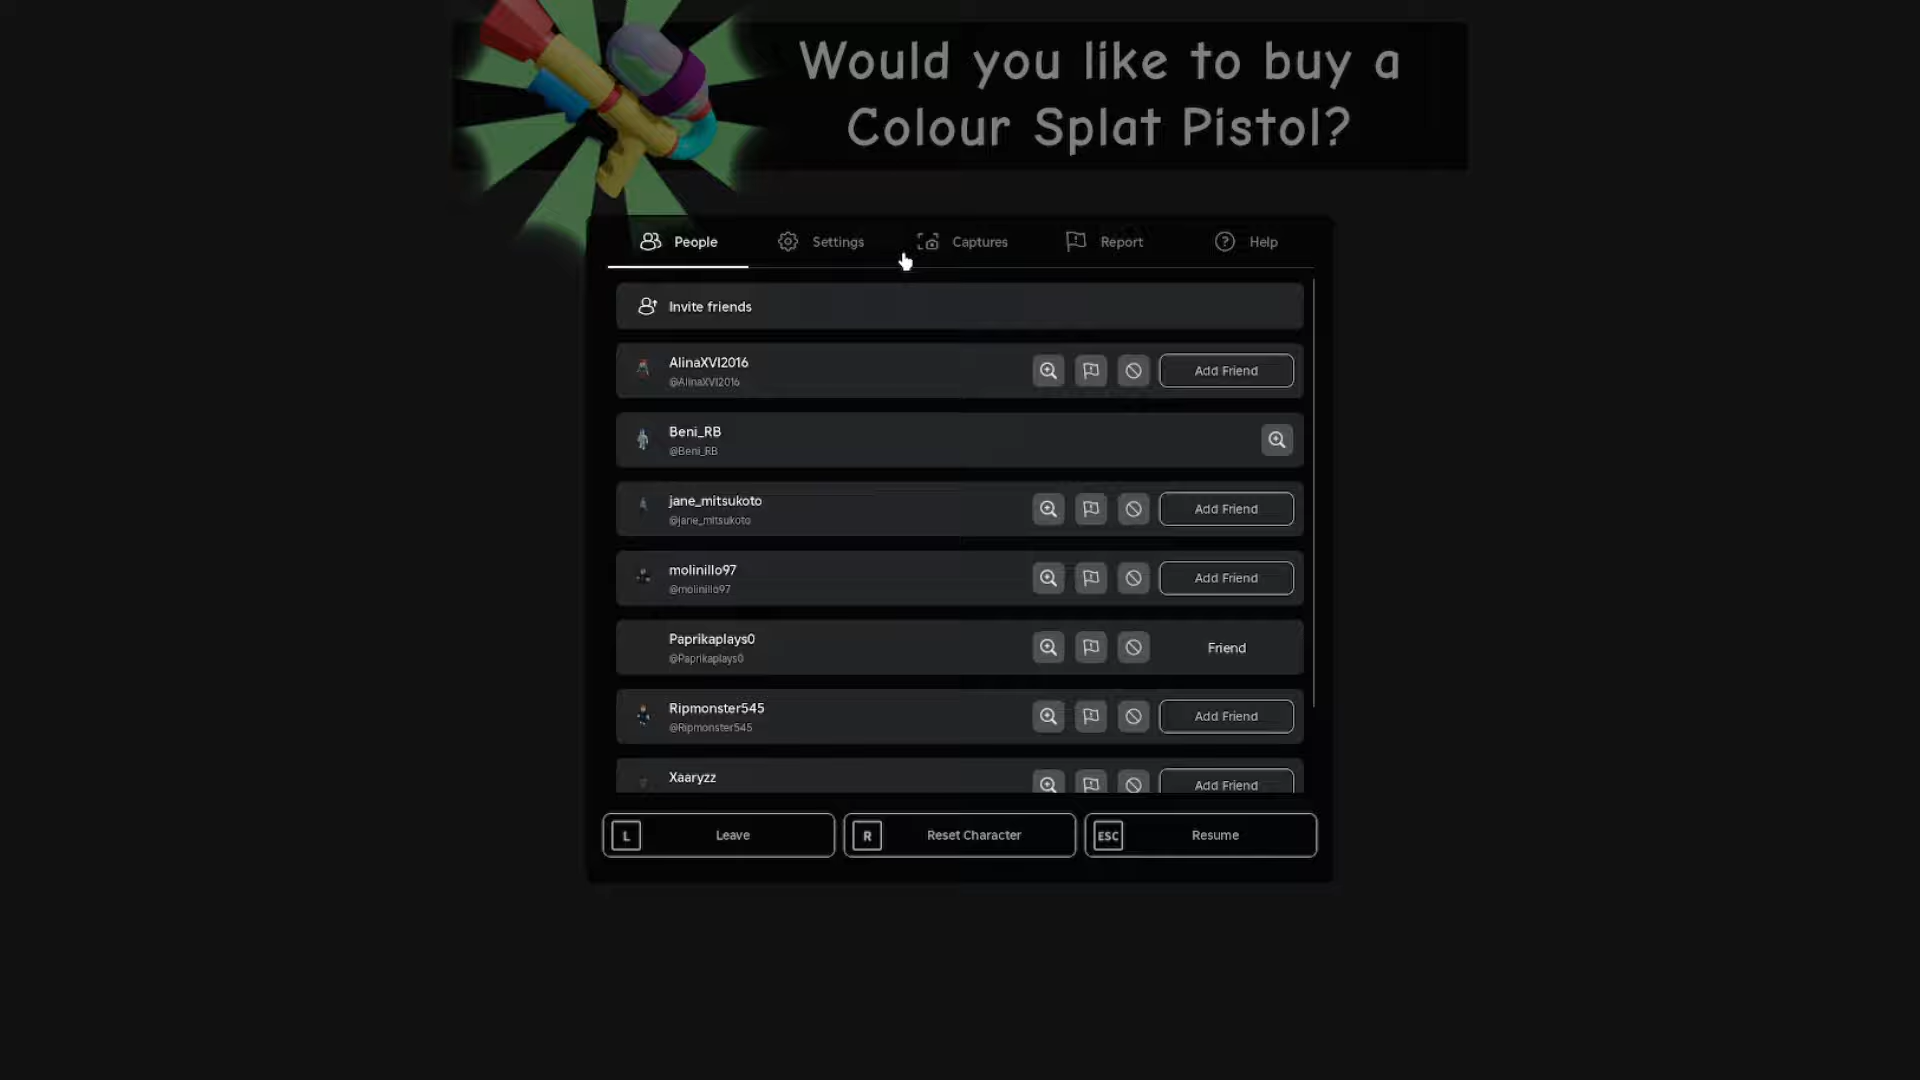 Would you like to buy a
Colour Splat Pistol?
People
Settings
Captures
Report
Help
Invite friends
AlinaXVI2016
@AlinaXVI2016
Add Friend
Beni_RB
@Beni_RB
jane_mitsukoto
@jane_mitsukoto
Add Friend
molinillo97
@molinillo97
Add Friend
Paprikaplays0
@Paprikaplays0
Friend
Ripmonster545
@Ripmonster545
Add Friend
Xaaryzz
Add Friend
L
Leave
R
Reset Character
ESC
Resume